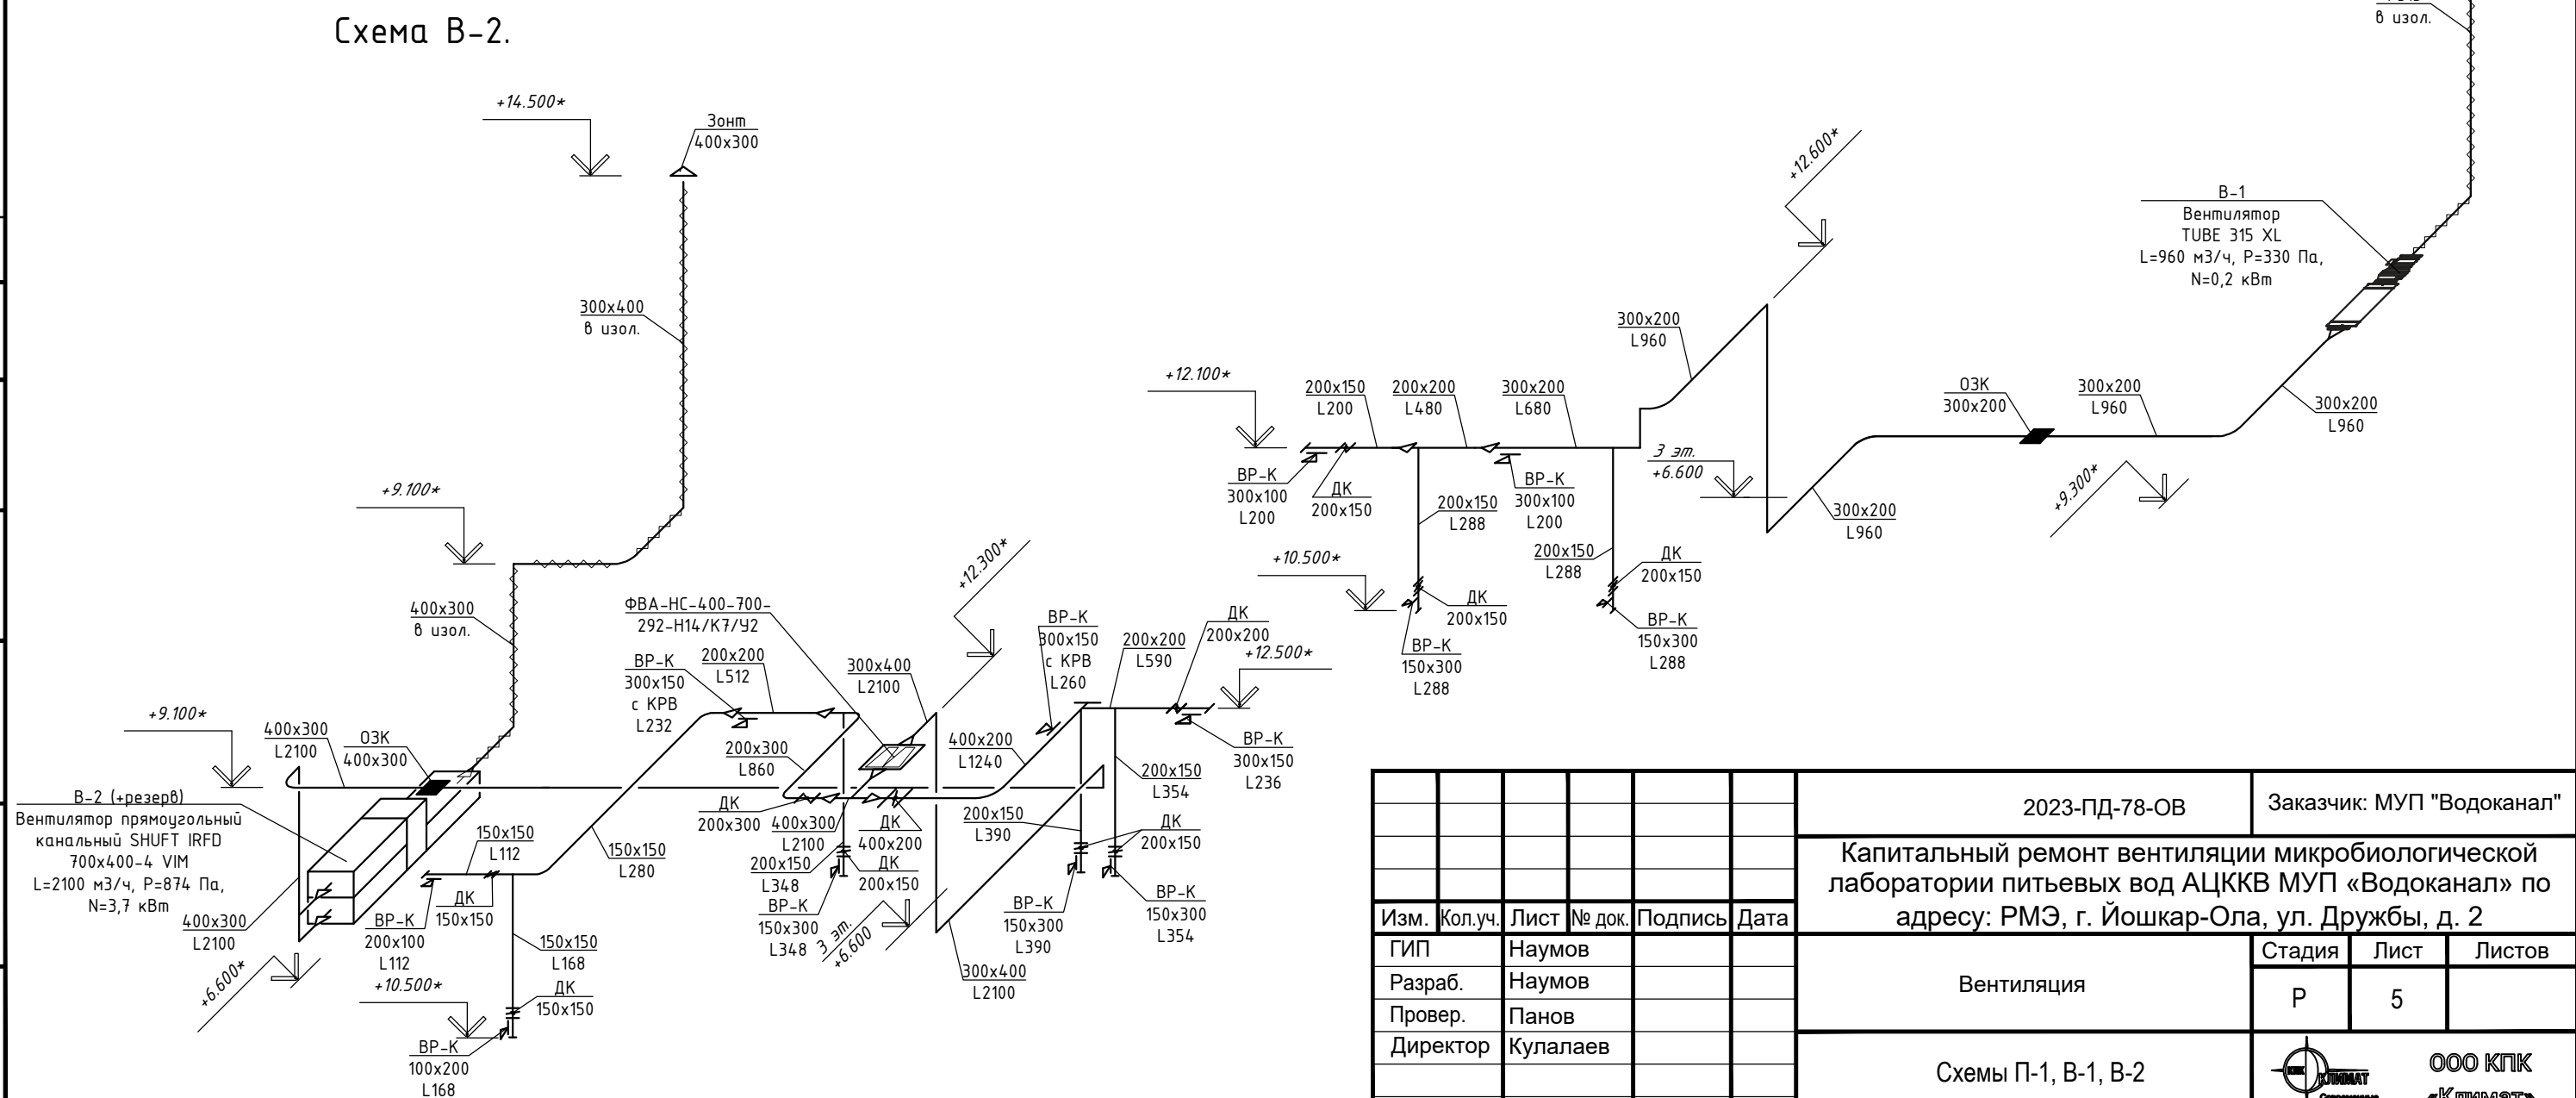 Схема В-2.
в изол.
+14.500*
Зонт
400х300
300х400
в изол.
+9.100*
400х300
в изол.
+9.100*
400х300
L2100
ОЗК
400х300
В-2 (+резерв)
Вентилятор прямоугольный
канальный SHUFT IRFD
700х400-4 VIM
L=2100 м3/ч, Р=874 Па,
N=3,7 кВт
400х300
L2100
+6.600*
150х150
L112
ВР-К
200х100
L112
ДК
150х150
150х150
L168
+10.500*
ДК
150х150
ВР-К
100х200
L168
150х150
L280
ФВА-НС-400-700-
292-Н14/К7/У2
ВР-К
300х150
с КРВ
L232
200х200
L512
300х400
L2100
+12.300*
200х300
L860
ДК
200х300
400х300
L2100
ДК
400х200
200х150
L348
ДК
200х150
ВР-К
150х300
L348
3 эт.
+6.600
400х200
L1240
300х400
L2100
ВР-К
300х150
с КРВ
L260
200х200
L590
ДК
200х200
+12.500*
ВР-К
300х150
L236
200х150
L354
200х150
L390
ДК
200х150
ВР-К
150х300
L390
ВР-К
150х300
L354
+12.100*
200х150
L200
200х200
L480
300х200
L680
300х200
L960
+12.600*
ВР-К
300х100
L200
ДК
200х150
200х150
L288
ВР-К
300х100
L200
3 эт.
+6.600
+10.500*
200х150
L288
ДК
200х150
ДК
200х150
ВР-К
150х300
L288
ВР-К
150х300
L288
300х200
L960
ОЗК
300х200
300х200
L960
+9.300*
300х200
L960
В-1
Вентилятор
TUBE 315 XL
L=960 м3/ч, Р=330 Па,
N=0,2 кВт
2023-ПД-78-ОВ
Заказчик: МУП "Водоканал"
Капитальный ремонт вентиляции микробиологической
лаборатории питьевых вод АЦККВ МУП «Водоканал» по
адресу: РМЭ, г. Йошкар-Ола, ул. Дружбы, д. 2
Изм. Кол.уч. Лист № док. Подпись Дата
ГИП Наумов
Разраб. Наумов
Провер. Панов
Директор Кулалаев
Вентиляция
Стадия Лист Листов
Р 5
Схемы П-1, В-1, В-2
КПК
КЛИМАТ
ООО КПК
«Климат»